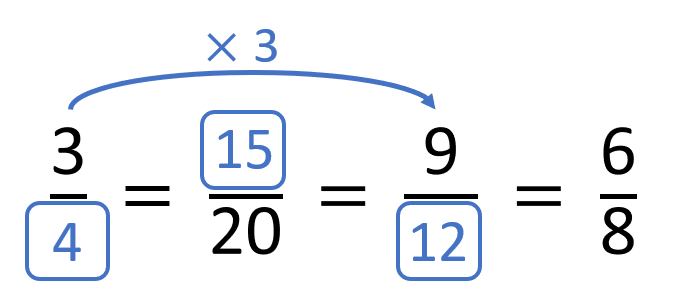 × 3
3/4 = 15/20 = 9/12 = 6/8